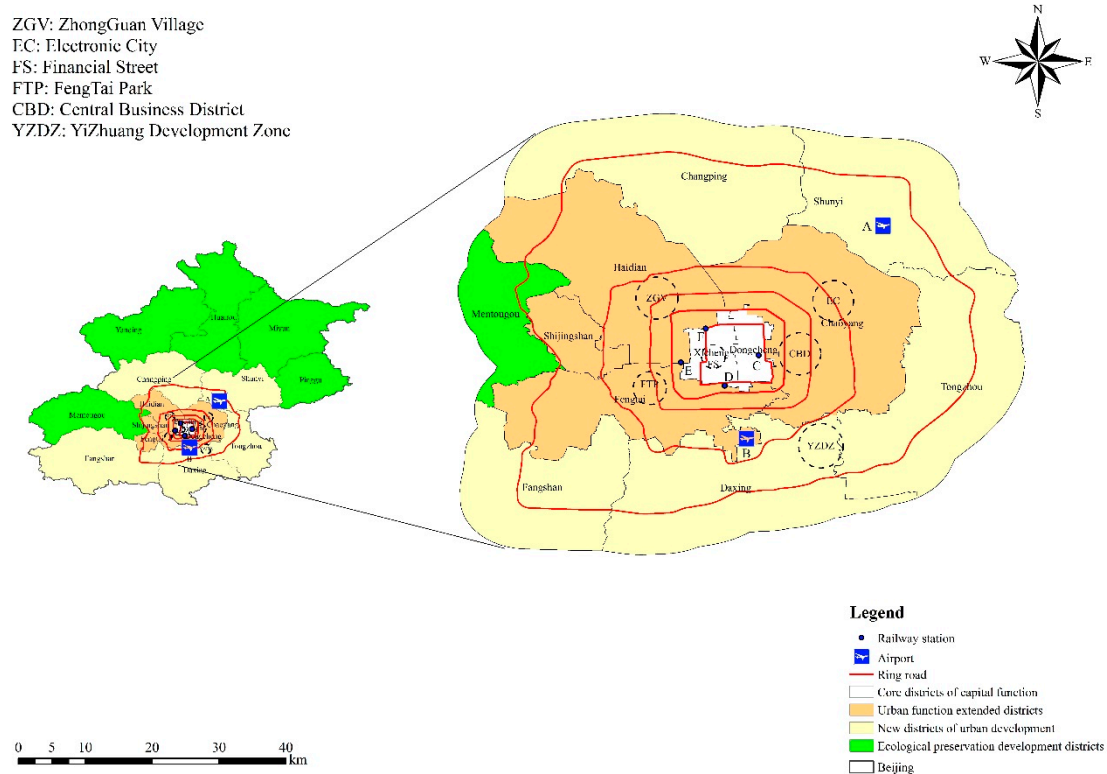 ZGV: ZhongGuan Village
EC: Electronic City
FS: Financial Street
FTP: FengTai Park
CBD: Central Business District
YZDZ: YiZhuang Development Zone
N
W
E
S
Changping
Shunyi
A
Haidian
ZGV
EC
Chaoyang
Mentougou
Shijingshan
F
Xicheng
Dongcheng
CBD
FS
E
C
D
FTP
Fengtai
Tongzhou
B
YZDZ
Fangshan
Daxing
Yanqing
Huairou
Miyun
Pinggu
Changping
Shunyi
A
Haidian
Mentougou
Chaoyang
Tongzhou
Fangshan
Daxing
Legend
Railway station
Airport
Ring road
Core districts of capital function
Urban function extended districts
New districts of urban development
Ecological preservation development districts
Beijing
0 5 10 20 30 40
km